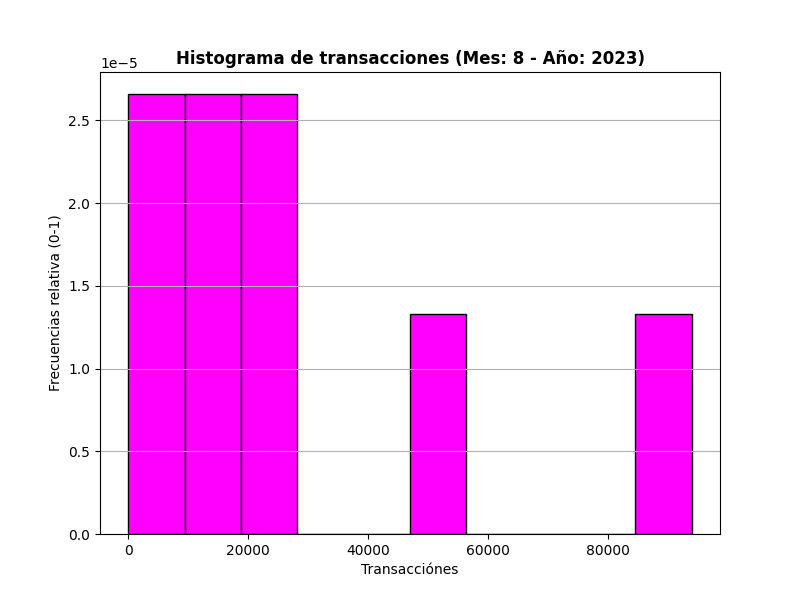 Histograma de transacciones (Mes: 8 - Año: 2023)
1e−5
2.5
2.0
1.5
1.0
0.5
0.0
Frecuencias relativa (0-1)
0 20000 40000 60000 80000
Transacciónes